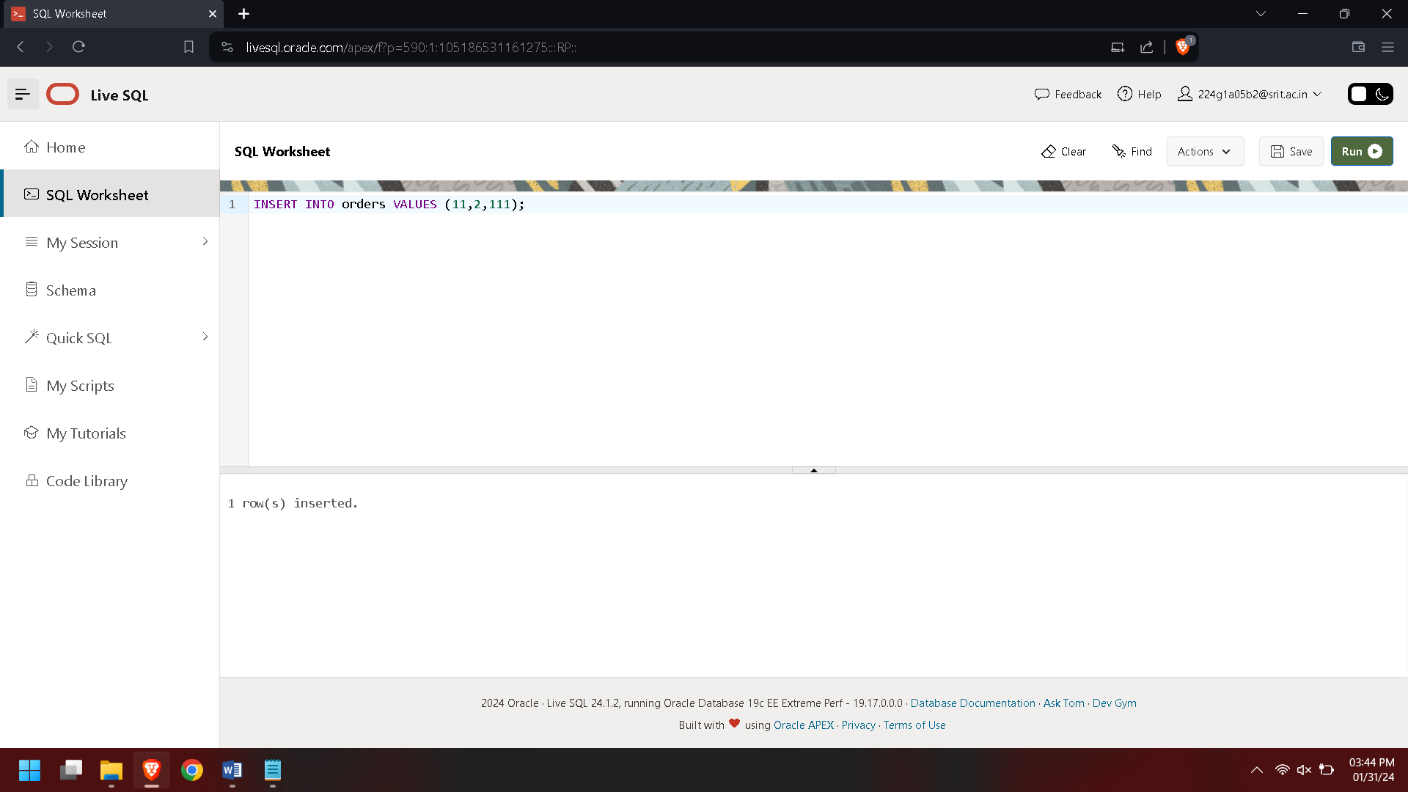 SQL Worksheet
livesql.oracle.com/apex/f?p=590:1:105186531161275:::RP::
1
Live SQL
Feedback
Help
224g1a05b2@srit.ac.in
Home
SQL Worksheet
My Session
Schema
Quick SQL
My Scripts
My Tutorials
Code Library
SQL Worksheet
Clear
Find
Actions
Save
Run
1 INSERT INTO orders VALUES (11,2,111);
1 row(s) inserted.
2024 Oracle · Live SQL 24.1.2, running Oracle Database 19c EE Extreme Perf - 19.17.0.0.0 · Database Documentation · Ask Tom · Dev Gym
Built with ❤ using Oracle APEX · Privacy · Terms of Use
03:44 PM
01/31/24